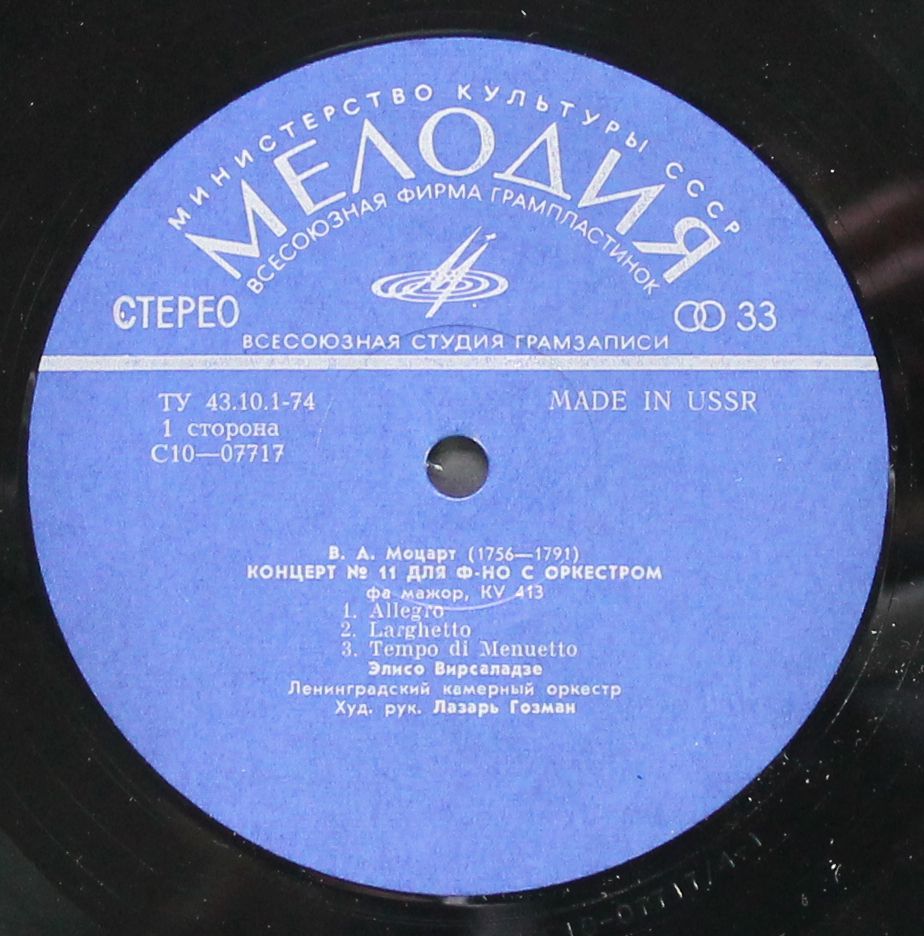 МИНИСТЕРСТВО КУЛЬТУРЫ СССР
МЕЛОДИЯ
ВСЕСОЮЗНАЯ ФИРМА ГРАМПЛАСТИНОК
СТЕРЕО
33
ВСЕСОЮЗНАЯ СТУДИЯ ГРАМЗАПИСИ
ТУ 43.10.1-74
MADE IN USSR
1 сторона
С10—07717
В. А. Моцарт (1756—1791)
КОНЦЕРТ № 11 ДЛЯ Ф-НО С ОРКЕСТРОМ
фа мажор, KV 413
1. Allegro
2. Larghetto
3. Tempo di Menuetto
Элисо Вирсаладзе
Ленинградский камерный оркестр
Худ. рук. Лазарь Гозман